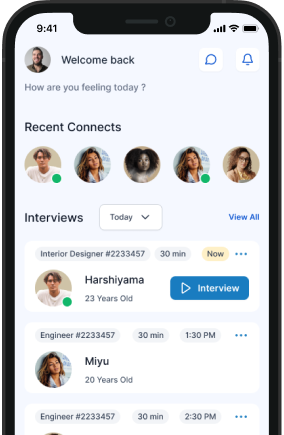 9:41
Welcome back
How are you feeling today ?
Recent Connects
Interviews Today View All
Interior Designer #2233457 30 min Now
Harshiyama
23 Years Old
Interview
Engineer #2233457 30 min 1:30 PM
Miyu
20 Years Old
Engineer #2233457 30 min 2:30 PM